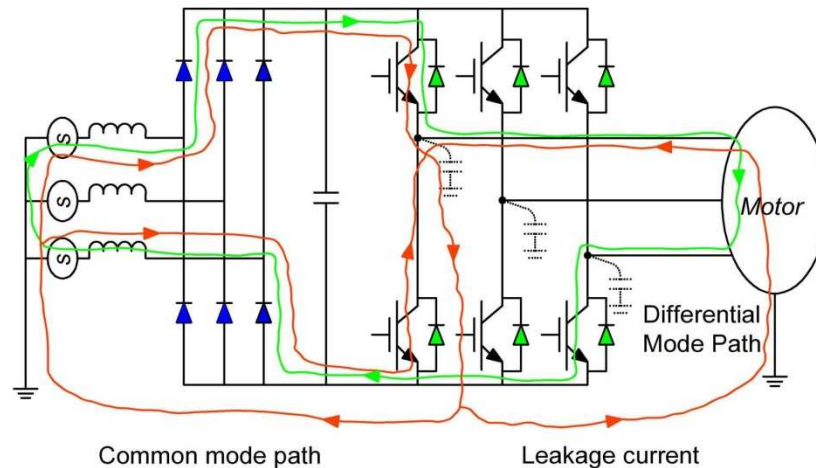 S
S
S
Motor
Differential
Mode Path
Common mode path
Leakage current